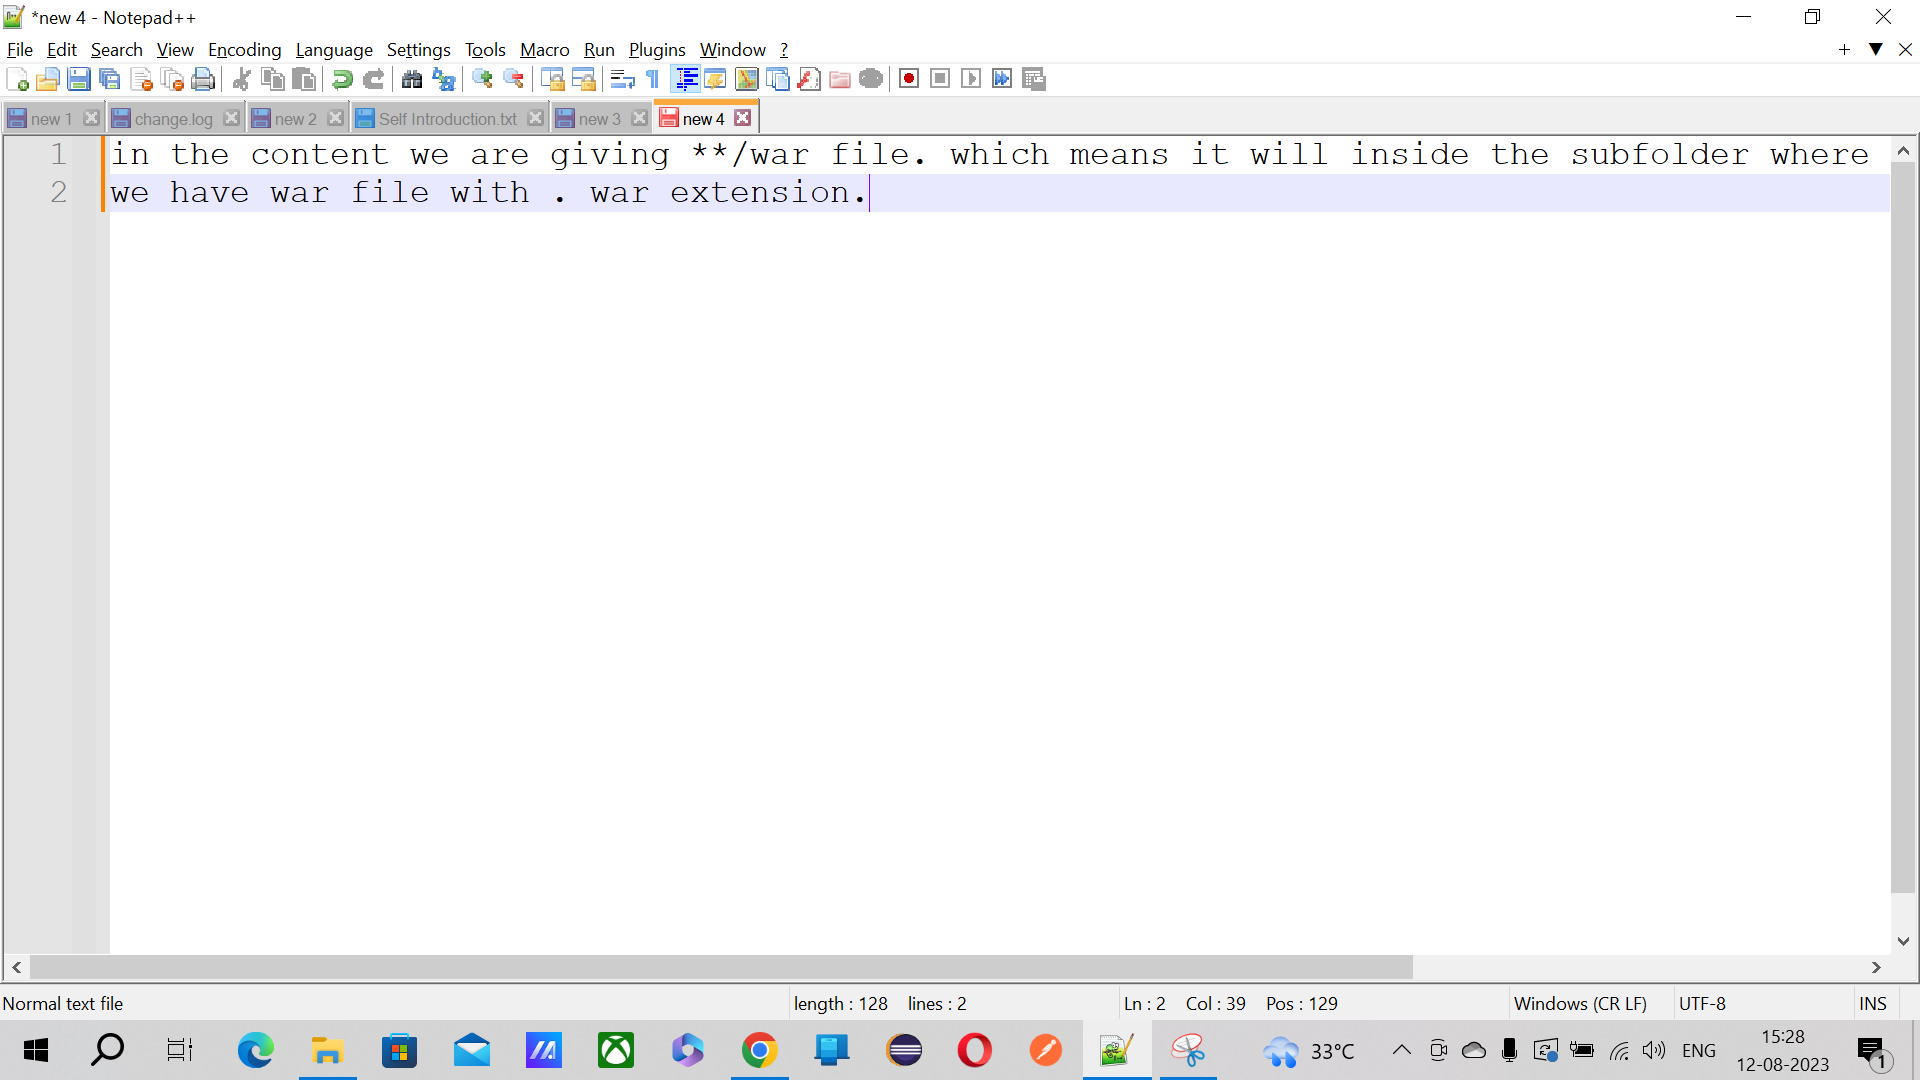 *new 4 - Notepad++
File Edit Search View Encoding Language Settings Tools Macro Run Plugins Window ?
new 1 change.log new 2 Self Introduction.txt new 3 new 4
1 in the content we are giving **/war file. which means it will inside the subfolder where
2 we have war file with . war extension.
Normal text file length : 128 lines : 2 Ln : 2 Col : 39 Pos : 129 Windows (CR LF) UTF-8 INS
33°C ENG 15:28
12-08-2023 1